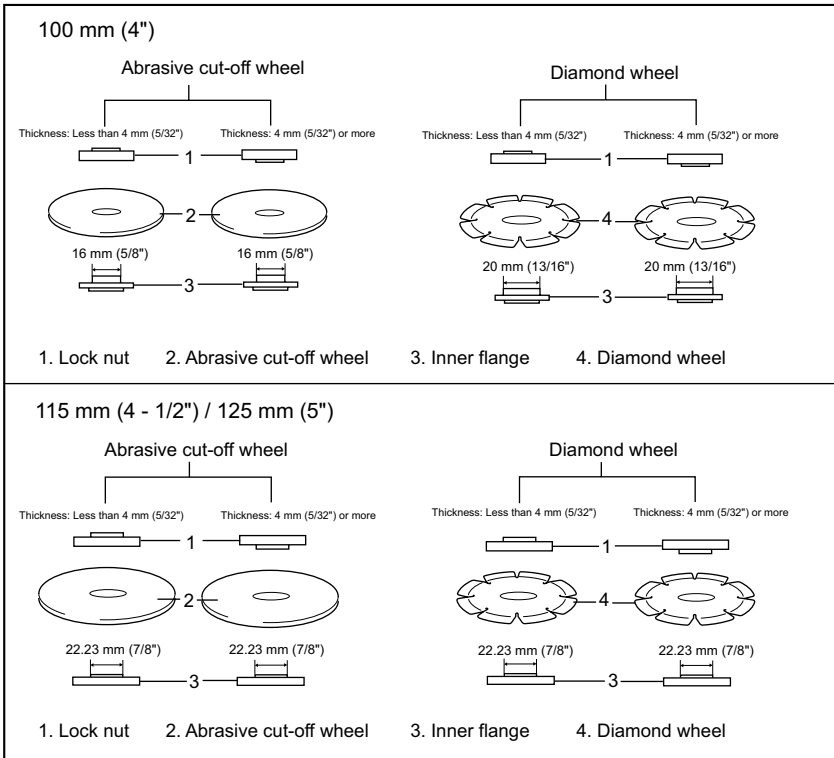 100 mm (4")
Abrasive cut-off wheel
Diamond wheel
Thickness: Less than 4 mm (5/32")
Thickness: 4 mm (5/32") or more
Thickness: Less than 4 mm (5/32")
Thickness: 4 mm (5/32") or more
1
1
2
4
16 mm (5/8")
16 mm (5/8")
20 mm (13/16")
20 mm (13/16")
3
3
1. Lock nut 2. Abrasive cut-off wheel 3. Inner flange 4. Diamond wheel
115 mm (4 - 1/2") / 125 mm (5")
Abrasive cut-off wheel
Diamond wheel
Thickness: Less than 4 mm (5/32")
Thickness: 4 mm (5/32") or more
Thickness: Less than 4 mm (5/32")
Thickness: 4 mm (5/32") or more
1
1
2
4
22.23 mm (7/8")
22.23 mm (7/8")
22.23 mm (7/8")
22.23 mm (7/8")
3
3
1. Lock nut 2. Abrasive cut-off wheel 3. Inner flange 4. Diamond wheel